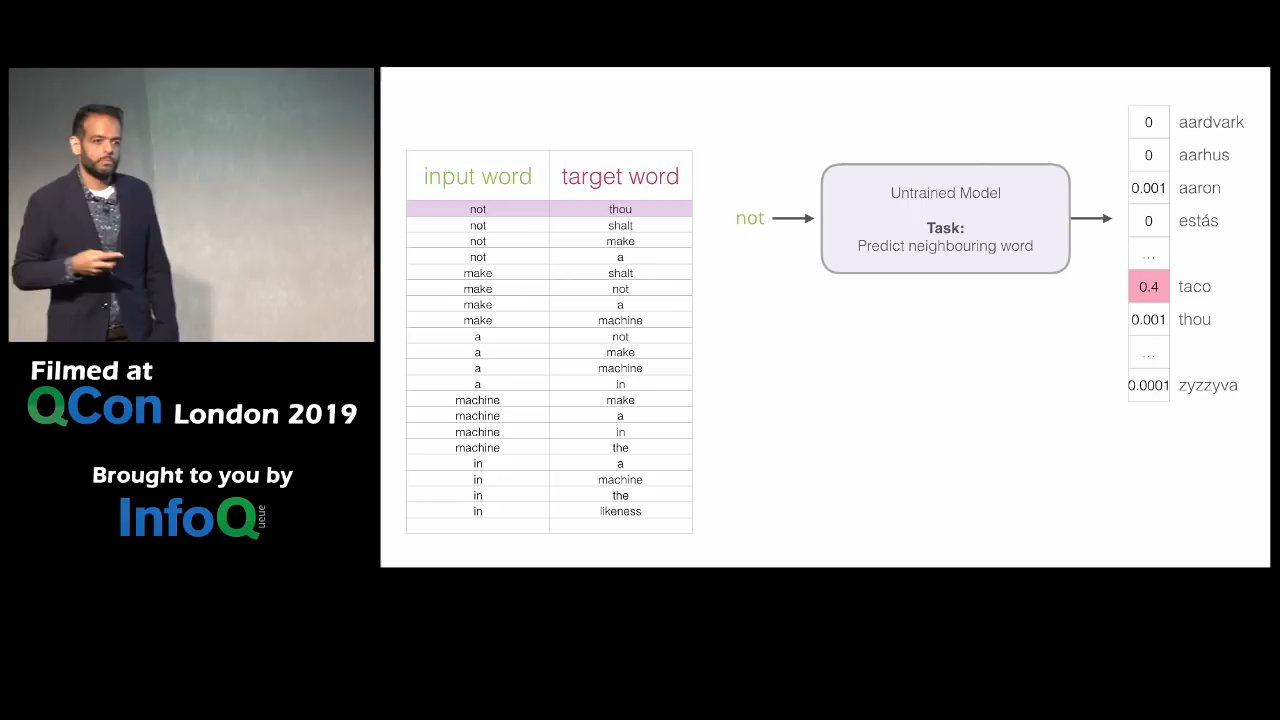 Filmed at
QCon London 2019
Brought to you by
InfoQ ueue
input word target word
not thou
not shalt
not make
not a
make shalt
make not
make a
make machine
a not
a make
a machine
a in
machine make
machine a
machine in
machine the
in a
in machine
in the
in likeness
not
Untrained Model
Task:
Predict neighbouring word
0 aardvark
0 aarhus
0.001 aaron
0 estás
...
0.4 taco
0.001 thou
...
0.0001 zyzzyva